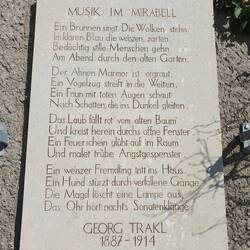 MUSIK IM MIRABELL
Ein Brunnen singt. Die Wolken stehn
Im klaren Blau, die weiszen, zarten.
Bedächtig stille Menschen gehn
Am Abend durch den alten Garten.
Der Ahnen Marmor ist ergraut.
Ein Vogelzug streift in die Weiten.
Ein Faun mit toten Augen schaut
Nach Schatten, die ins Dunkel gleiten.
Das Laub fällt rot vom alten Baum
Und kreist herein durchs offne Fenster.
Ein Feuerschein glüht auf im Raum
Und malet trübe Angstgespenster.
Ein weiszer Fremdling tritt ins Haus.
Ein Hund stürzt durch verfallene Gänge.
Die Magd löscht eine Lampe aus,
Das Ohr hört nachts Sonatenklänge.
GEORG TRAKL
1887-1914